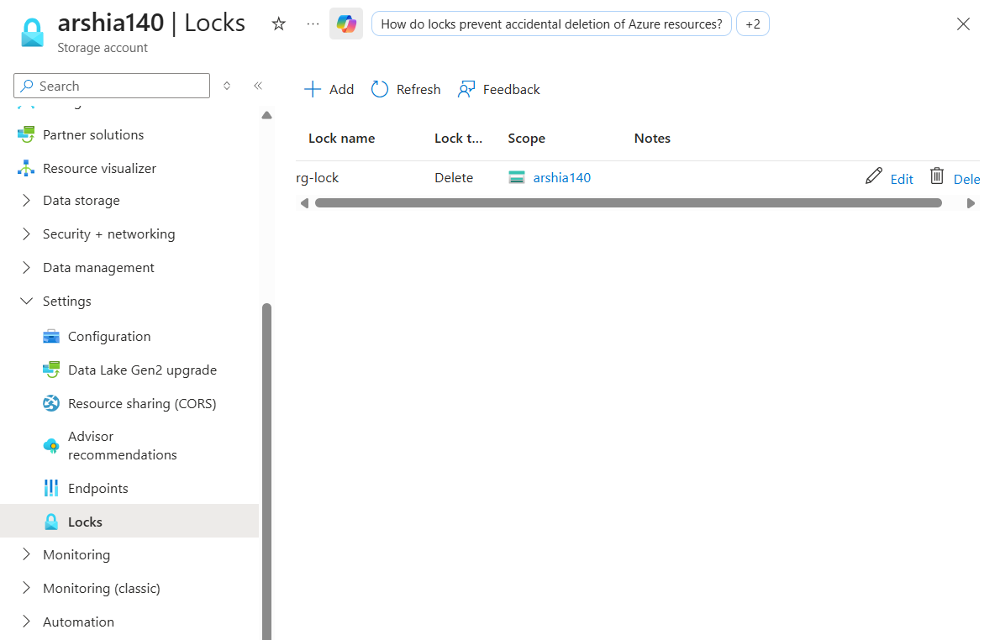 arshia140 | Locks
How do locks prevent accidental deletion of Azure resources?
+2
Storage account
Search
Add
Refresh
Feedback
Partner solutions
Resource visualizer
Data storage
Security + networking
Data management
Settings
Configuration
Data Lake Gen2 upgrade
Resource sharing (CORS)
Advisor
recommendations
Endpoints
Locks
Monitoring
Monitoring (classic)
Automation
Lock name Lock t... Scope Notes
rg-lock Delete arshia140 Edit Dele